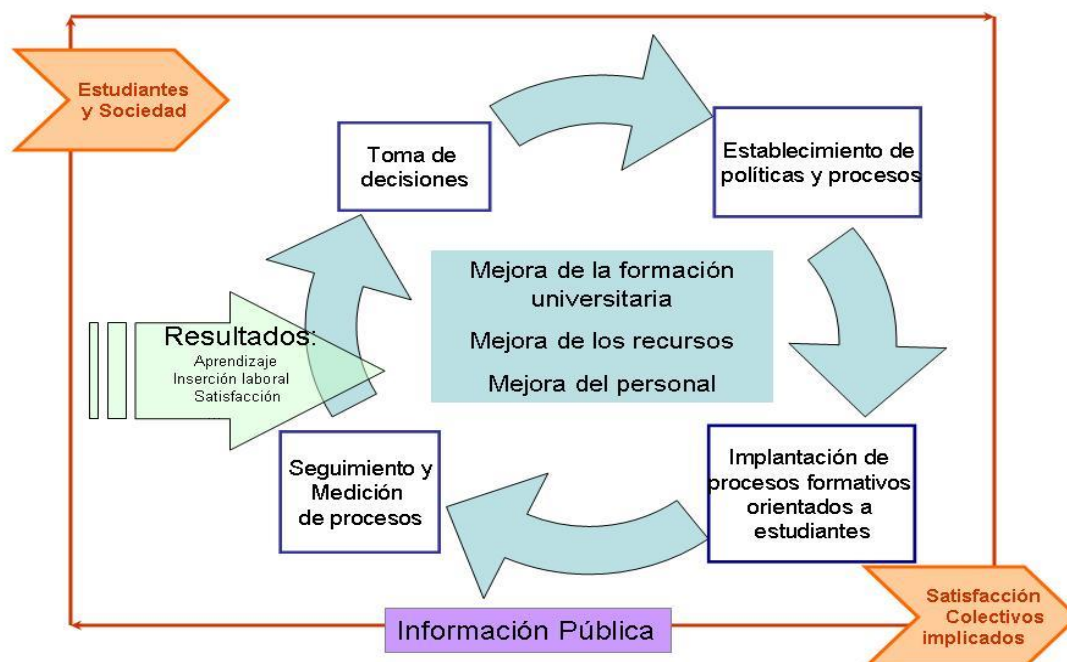 Estudiantes
y Sociedad
Toma de
decisiones
Establecimiento de
políticas y procesos
Mejora de la formación
universitaria
Mejora de los recursos
Mejora del personal
Resultados:
Aprendizaje
Inserción laboral
Satisfacción
...
Seguimiento y
Medición
de procesos
Implantación de
procesos formativos
orientados a
estudiantes
Satisfacción
Colectivos
implicados
Información Pública